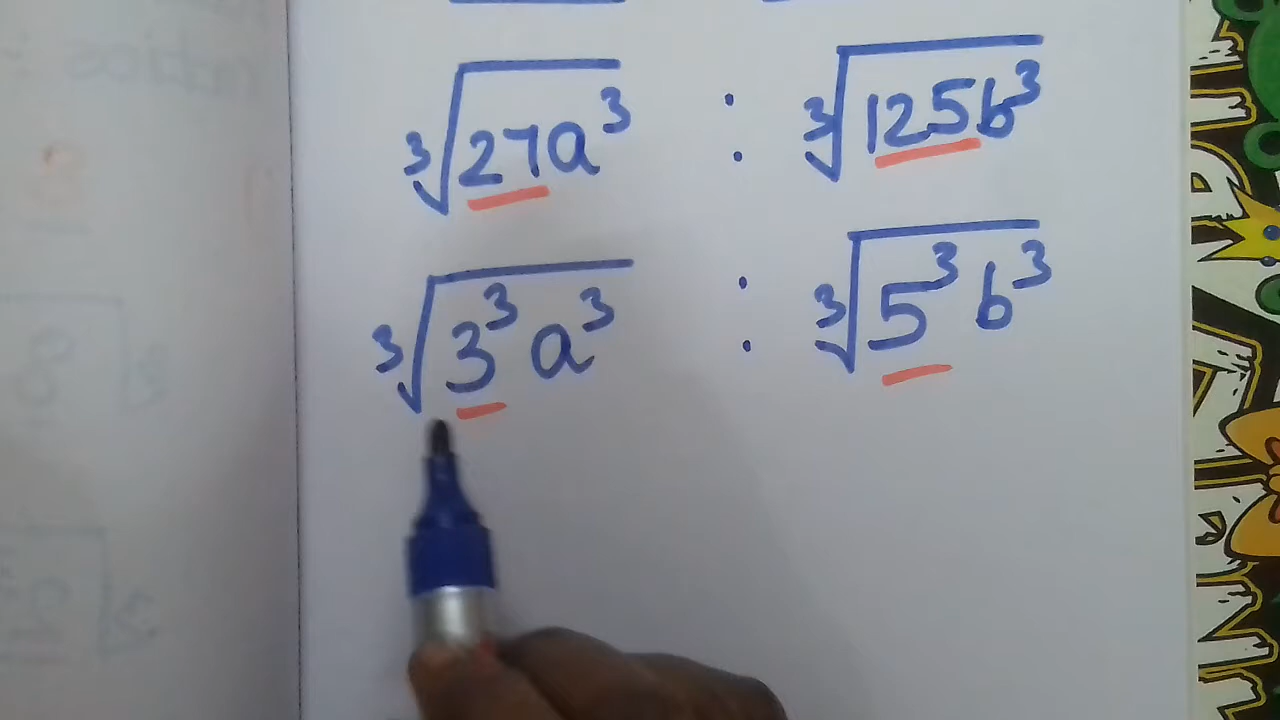 ∛27a³ : ∛125b³
∛3³a³ : ∛5³b³